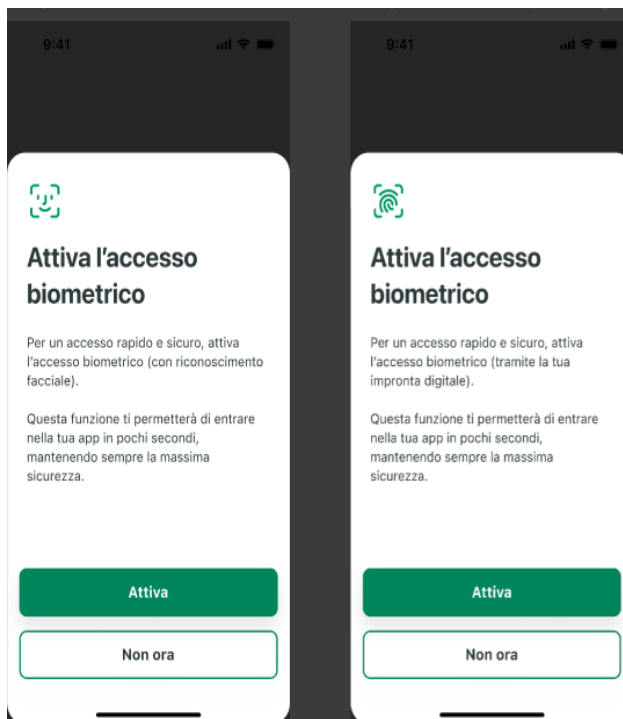 9:41
Attiva l'accesso
biometrico
Per un accesso rapido e sicuro, attiva
l'accesso biometrico (con riconoscimento
facciale).
Questa funzione ti permetterà di entrare
nella tua app in pochi secondi,
mantenendo sempre la massima
sicurezza.
Attiva
Non ora
9:41
Attiva l'accesso
biometrico
Per un accesso rapido e sicuro, attiva
l'accesso biometrico (tramite la tua
impronta digitale).
Questa funzione ti permetterà di entrare
nella tua app in pochi secondi,
mantenendo sempre la massima
sicurezza.
Attiva
Non ora